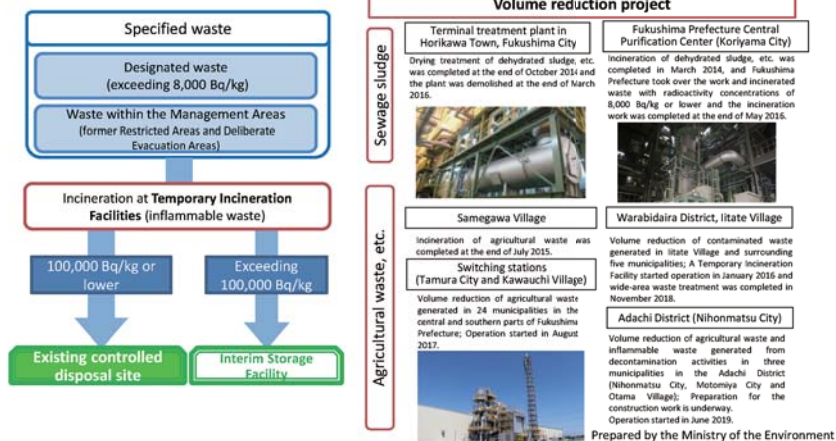 Volume reduction project
Specified waste
Designated waste
(exceeding 8,000 Bq/kg)
Waste within the Management Areas
(former Restricted Areas and Deliberate
Evacuation Areas)
Incineration at Temporary Incineration
Facilities (inflammable waste)
100,000 Bq/kg or
lower
Exceeding
100,000 Bq/kg
Existing controlled
disposal site
Interim Storage
Facility
Sewage sludge
Terminal treatment plant in
Horikawa Town, Fukushima City
Drying treatment of dehydrated sludge, etc.
was completed at the end of October 2014 and
the plant was demolished at the end of March
2016.
Fukushima Prefecture Central
Purification Center (Koriyama City)
Incineration of dehydrated sludge, etc. was
completed in March 2014, and Fukushima
Prefecture took over the work and incinerated
waste with radioactivity concentrations of
8,000 Bq/kg or lower and the incineration
work was completed at the end of May 2016.
Agricultural waste, etc.
Samegawa Village
Incineration of agricultural waste was
completed at the end of July 2015.
Switching stations
(Tamura City and Kawauchi Village)
Volume reduction of agricultural waste
generated in 24 municipalities in the
central and southern parts of Fukushima
Prefecture; Operation started in August
2017.
Warabidaira District, Iitate Village
Volume reduction of contaminated waste
generated in Iitate Village and surrounding
five municipalities; A Temporary Incineration
Facility started operation in January 2016 and
wide-area waste treatment was completed in
November 2018.
Adachi District (Nihonmatsu City)
Volume reduction of agricultural waste and
inflammable waste generated from
decontamination activities in three
municipalities in the Adachi District
(Nihonmatsu City, Motomiya City and
Otama Village); Preparation for the
construction work is underway.
Operation started in June 2019.
Prepared by the Ministry of the Environment